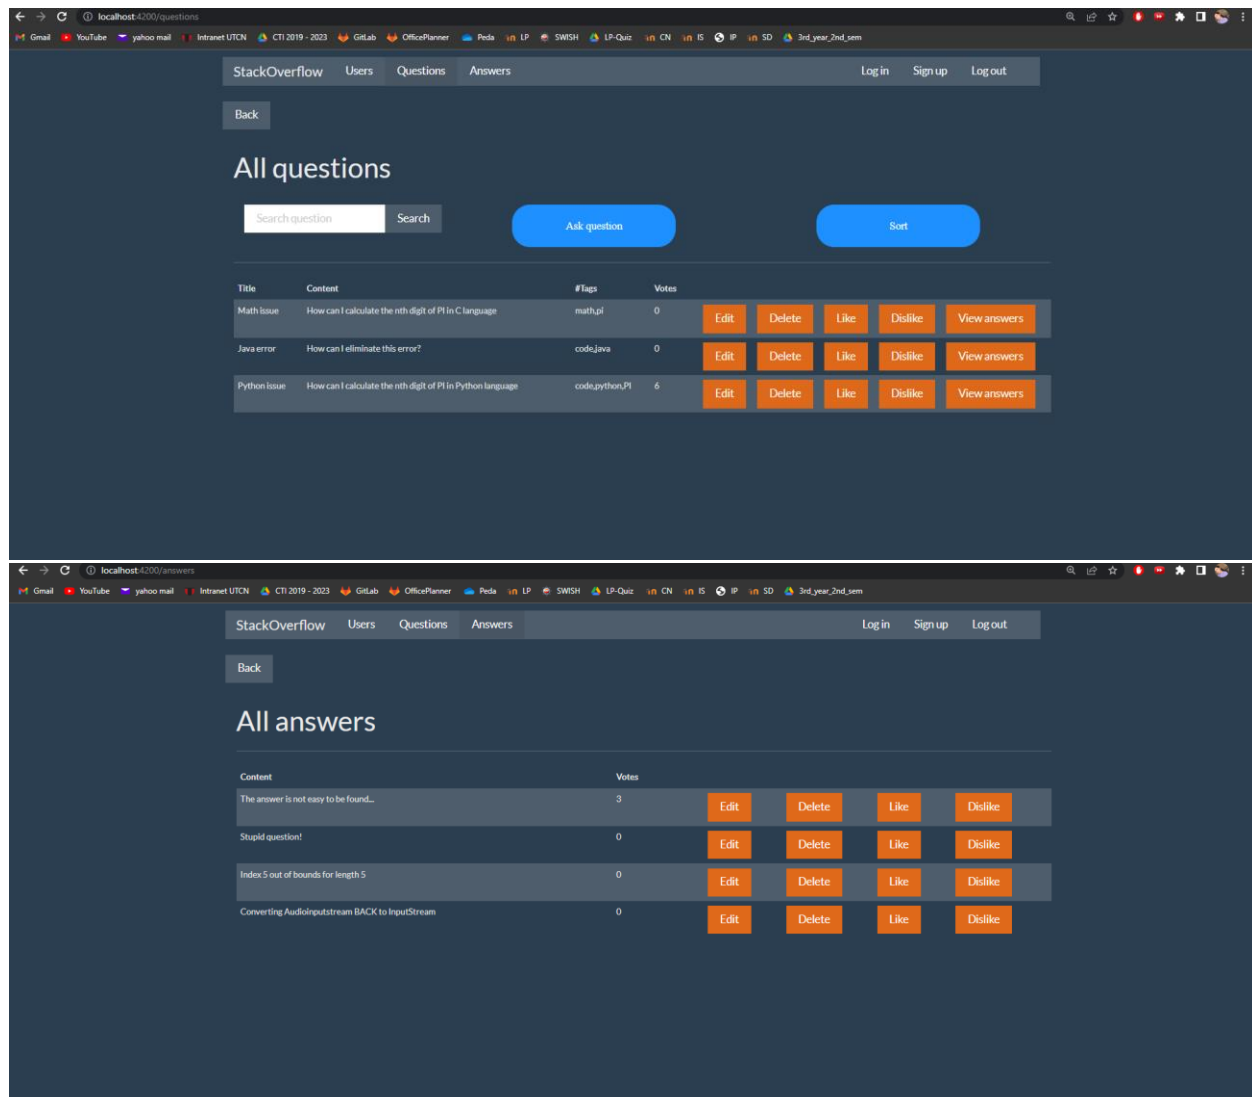 localhost:4200/questions
Gmail YouTube yahoo mail Intranet UTCN CTI 2019 - 2023 GitLab OfficePlanner Peda LP SWISH LP-Quiz CN IS IP SD 3rd_year_2nd_sem
StackOverflow Users Questions Answers Log in Sign up Log out
Back
All questions
Search question Search Ask question Sort
Title Content #Tags Votes
Math issue How can I calculate the nth digit of PI in C language math,pi 0 Edit Delete Like Dislike View answers
Java error How can I eliminate this error? code,java 0 Edit Delete Like Dislike View answers
Python issue How can I calculate the nth digit of PI in Python language code,python,PI 6 Edit Delete Like Dislike View answers
localhost:4200/answers
Gmail YouTube yahoo mail Intranet UTCN CTI 2019 - 2023 GitLab OfficePlanner Peda LP SWISH LP-Quiz CN IS IP SD 3rd_year_2nd_sem
StackOverflow Users Questions Answers Log in Sign up Log out
Back
All answers
Content Votes
The answer is not easy to be found... 3 Edit Delete Like Dislike
Stupid question! 0 Edit Delete Like Dislike
Index 5 out of bounds for length 5 0 Edit Delete Like Dislike
Converting Audioinputstream BACK to InputStream 0 Edit Delete Like Dislike